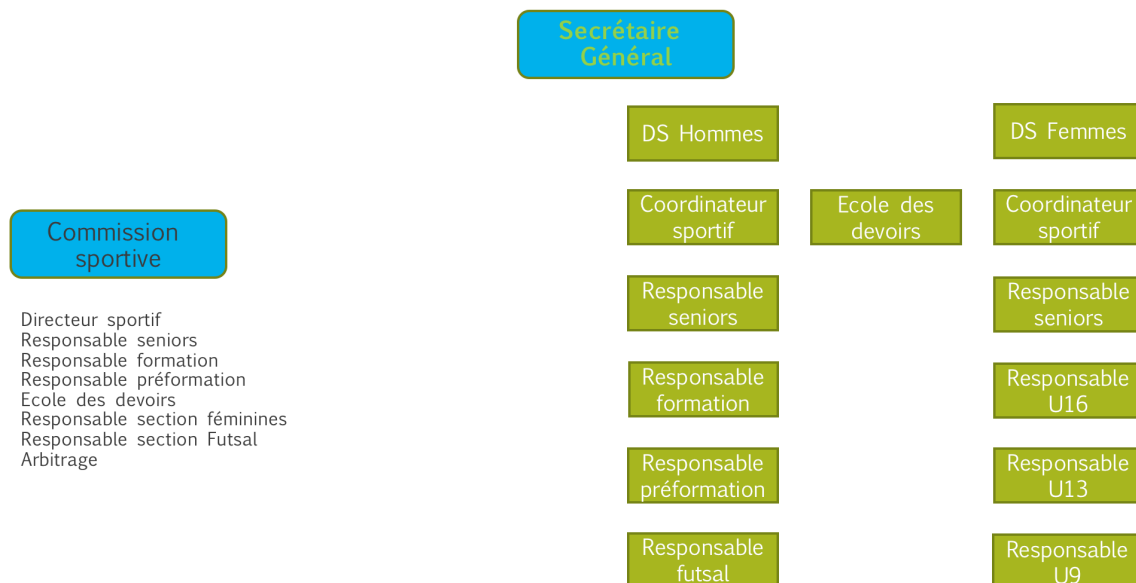 Secrétaire
Général
DS Hommes
DS Femmes
Coordinateur
sportif
Ecole des
devoirs
Coordinateur
sportif
Commission
sportive
Responsable
seniors
Responsable
seniors
Directeur sportif
Responsable seniors
Responsable formation
Responsable préformation
Ecole des devoirs
Responsable section féminines
Responsable section Futsal
Arbitrage
Responsable
formation
Responsable
U16
Responsable
préformation
Responsable
U13
Responsable
futsal
Responsable
U9